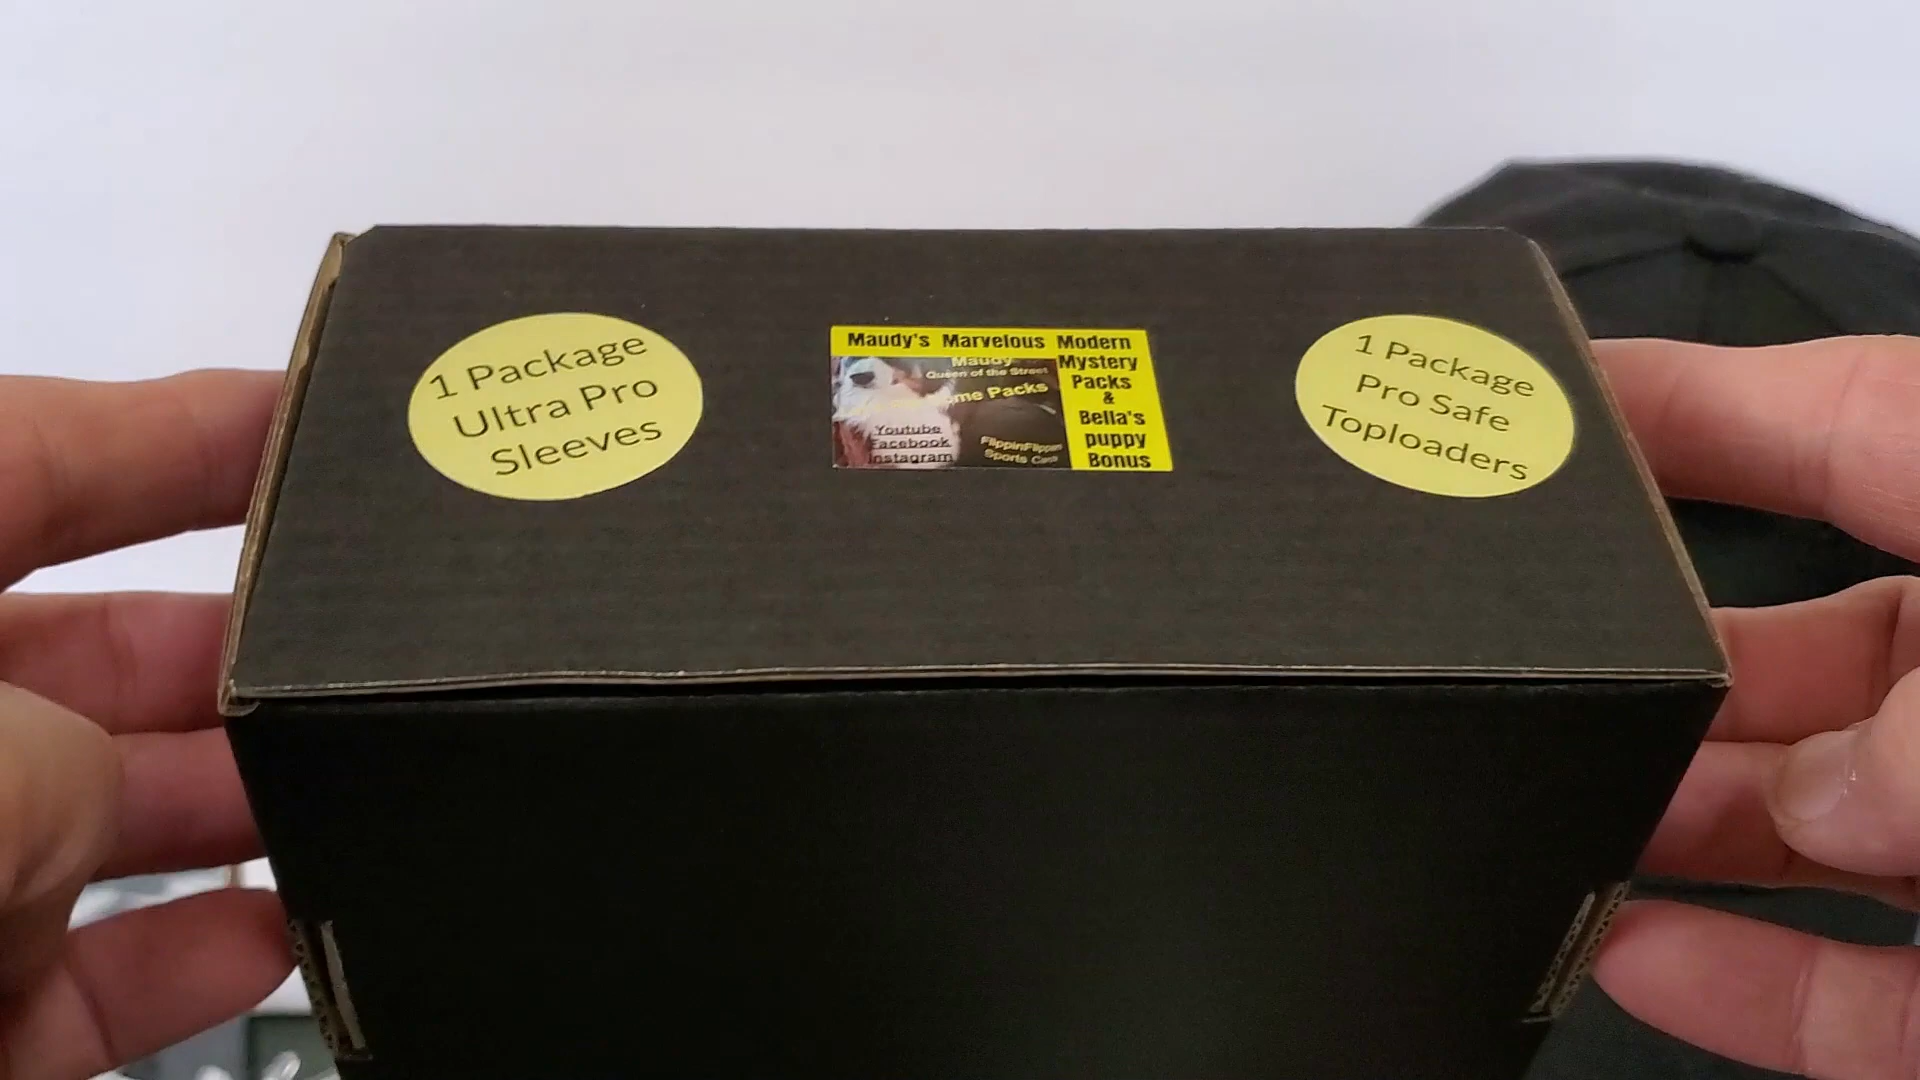 1 Package
Ultra Pro
Sleeves
Maudy's Marvelous Modern
Mystery
Packs
&
Bella's
puppy
Bonus
Maudy
Queen of the Street
Packs
Youtube
Facebook
Instagram
FlippinFlippin
Sports
1 Package
Pro Safe
Toploaders